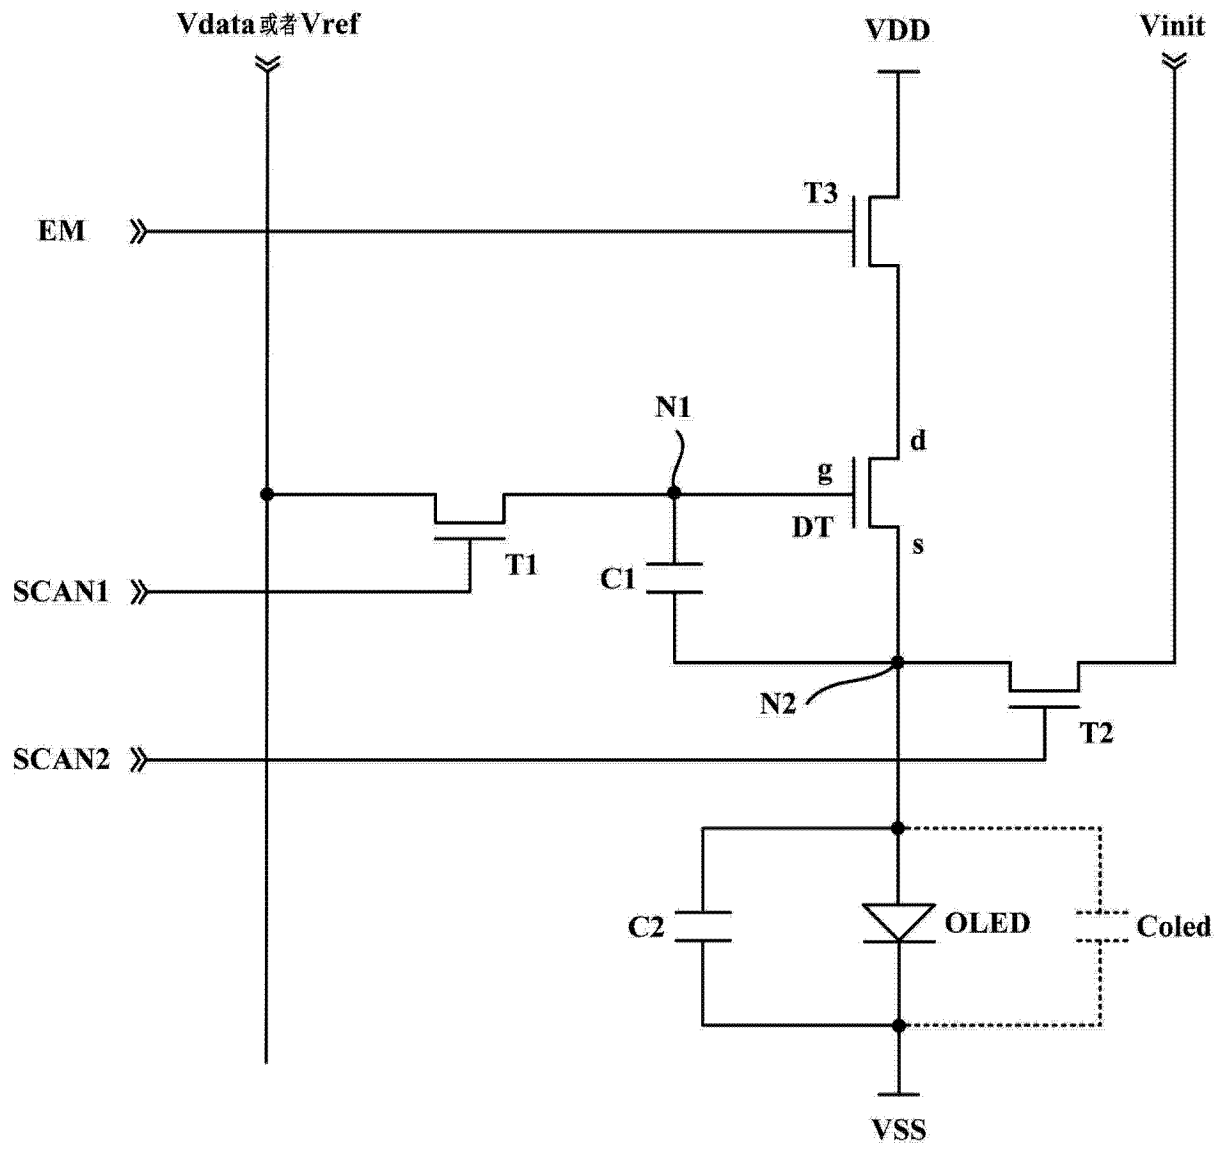 Vdata或者Vref
VDD
Vinit
T3
EM
N1
d
g
DT
s
T1
C1
SCAN1
N2
T2
SCAN2
C2
OLED
Coled
VSS